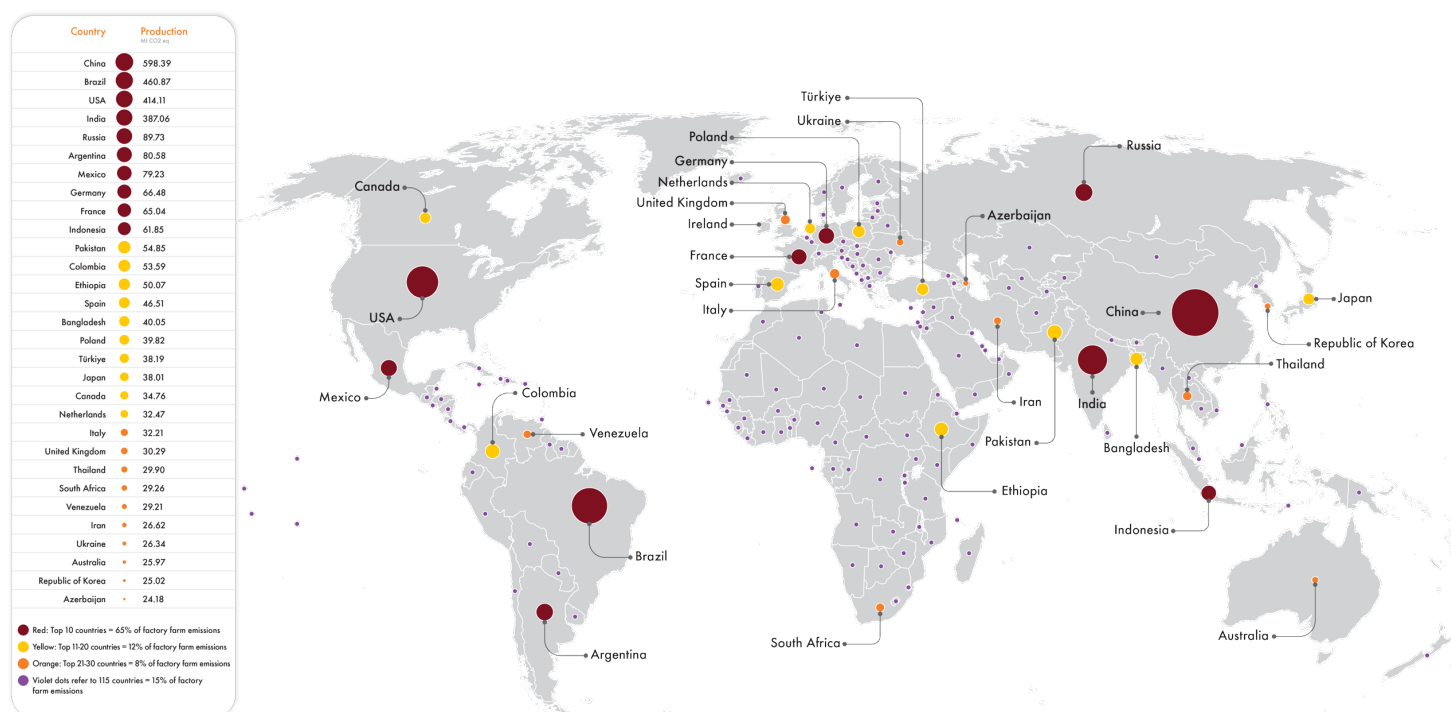 Country Production
Mt CO2 eq
China 598.39
Brazil 460.87
USA 414.11
India 387.06
Russia 89.73
Argentina 80.58
Mexico 79.23
Germany 66.48
France 65.04
Indonesia 61.85
Pakistan 54.85
Colombia 53.59
Ethiopia 50.07
Spain 46.51
Bangladesh 40.05
Poland 39.82
Türkiye 38.19
Japan 38.01
Canada 34.76
Netherlands 32.47
Italy 32.21
United Kingdom 30.29
Thailand 29.90
South Africa 29.26
Venezuela 29.21
Iran 26.62
Ukraine 26.34
Australia 25.97
Republic of Korea 25.02
Azerbaijan 24.18
Red: Top 10 countries = 65% of factory farm emissions
Yellow: Top 11-20 countries = 12% of factory farm emissions
Orange: Top 21-30 countries = 8% of factory farm emissions
Violet dots refer to 115 countries = 15% of factory
farm emissions
Türkiye
Ukraine
Poland
Russia
Germany
Netherlands
Canada
United Kingdom
Azerbaijan
Ireland
France
Spain
Japan
Italy
China
USA
Republic of Korea
Thailand
Colombia
Mexico
Iran
India
Venezuela
Pakistan
Bangladesh
Ethiopia
Indonesia
Brazil
Australia
South Africa
Argentina